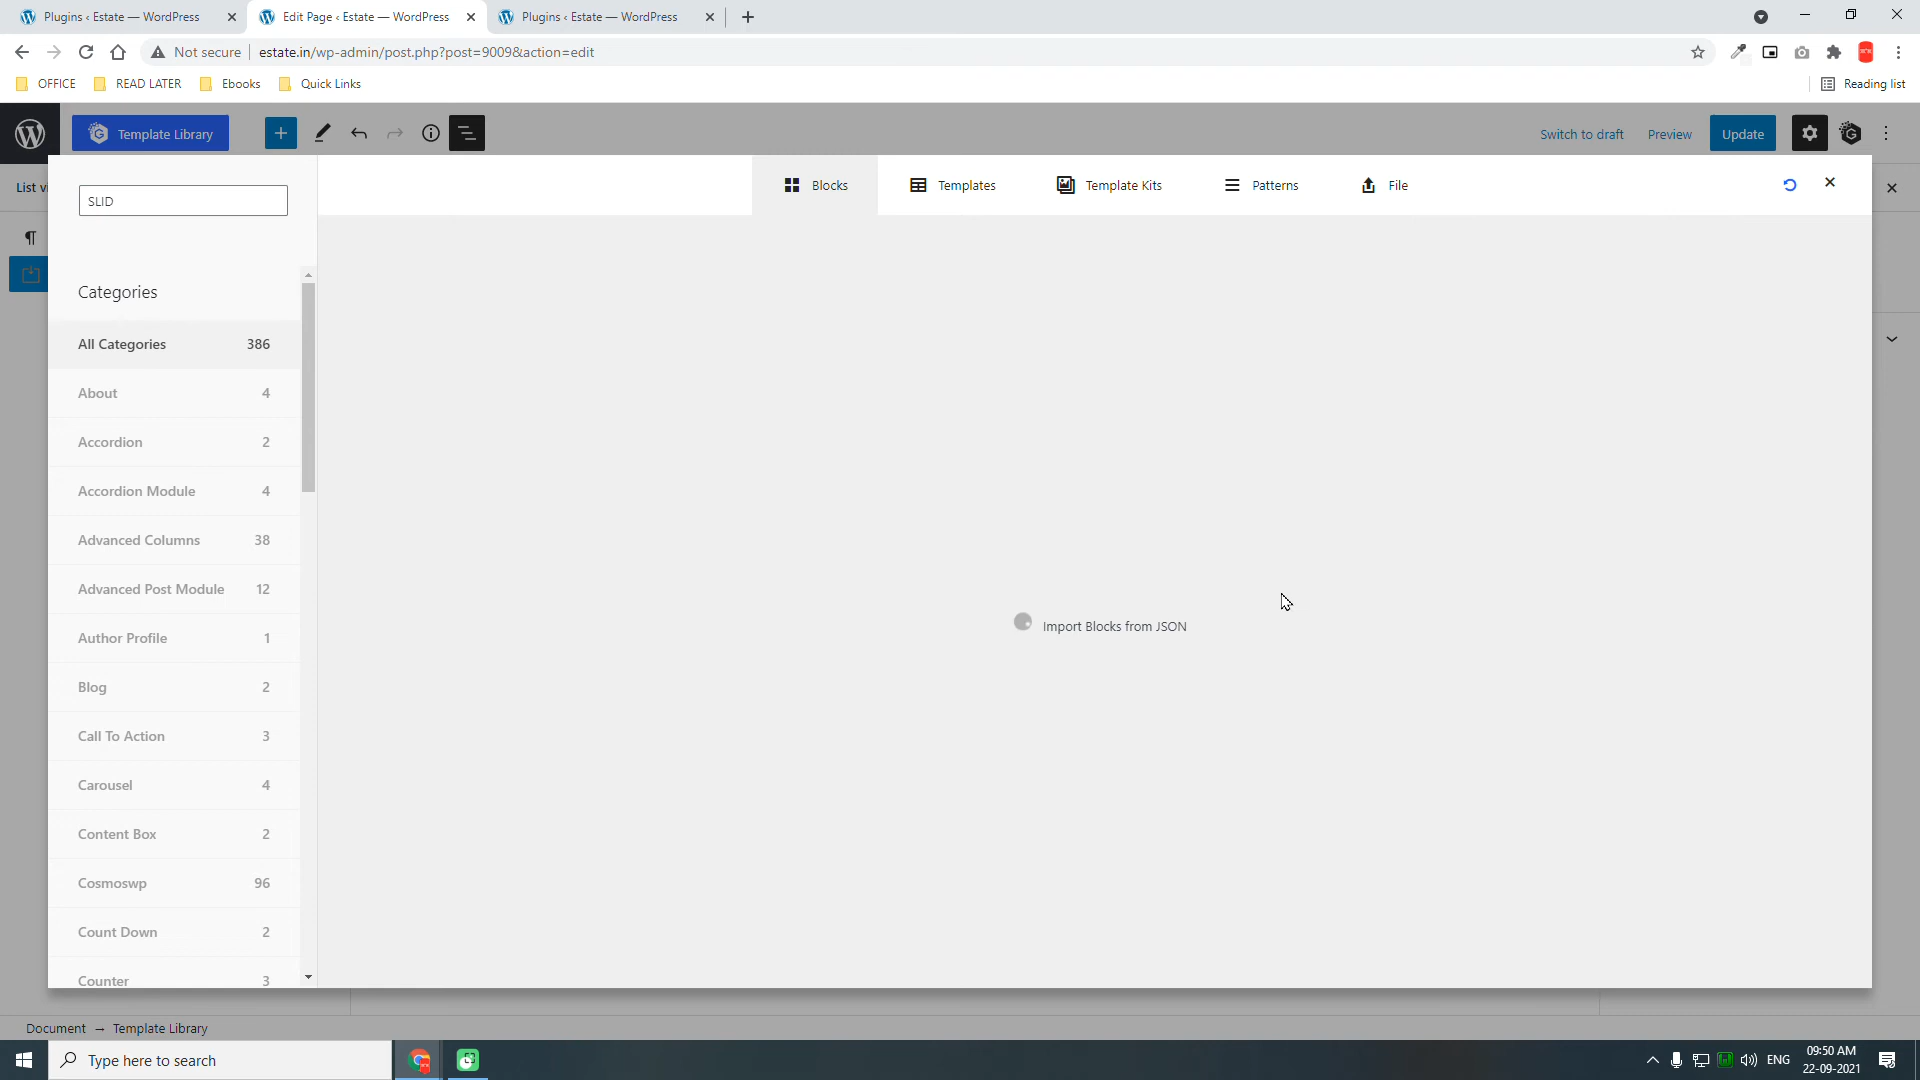 Plugins ‹ Estate — WordPress
Edit Page ‹ Estate — WordPress
Plugins ‹ Estate — WordPress
Not secure
estate.in/wp-admin/post.php?post=9009&action=edit
OFFICE
READ LATER
Ebooks
Quick Links
Reading list
Template Library
Switch to draft
Preview
Update
List vi
SLID
Blocks
Templates
Template Kits
Patterns
File
Categories
All Categories 386
About 4
Accordion 2
Accordion Module 4
Advanced Columns 38
Advanced Post Module 12
Author Profile 1
Blog 2
Call To Action 3
Carousel 4
Content Box 2
Cosmoswp 96
Count Down 2
Counter 3
Import Blocks from JSON
Document → Template Library
Type here to search
ENG
09:50 AM
22-09-2021